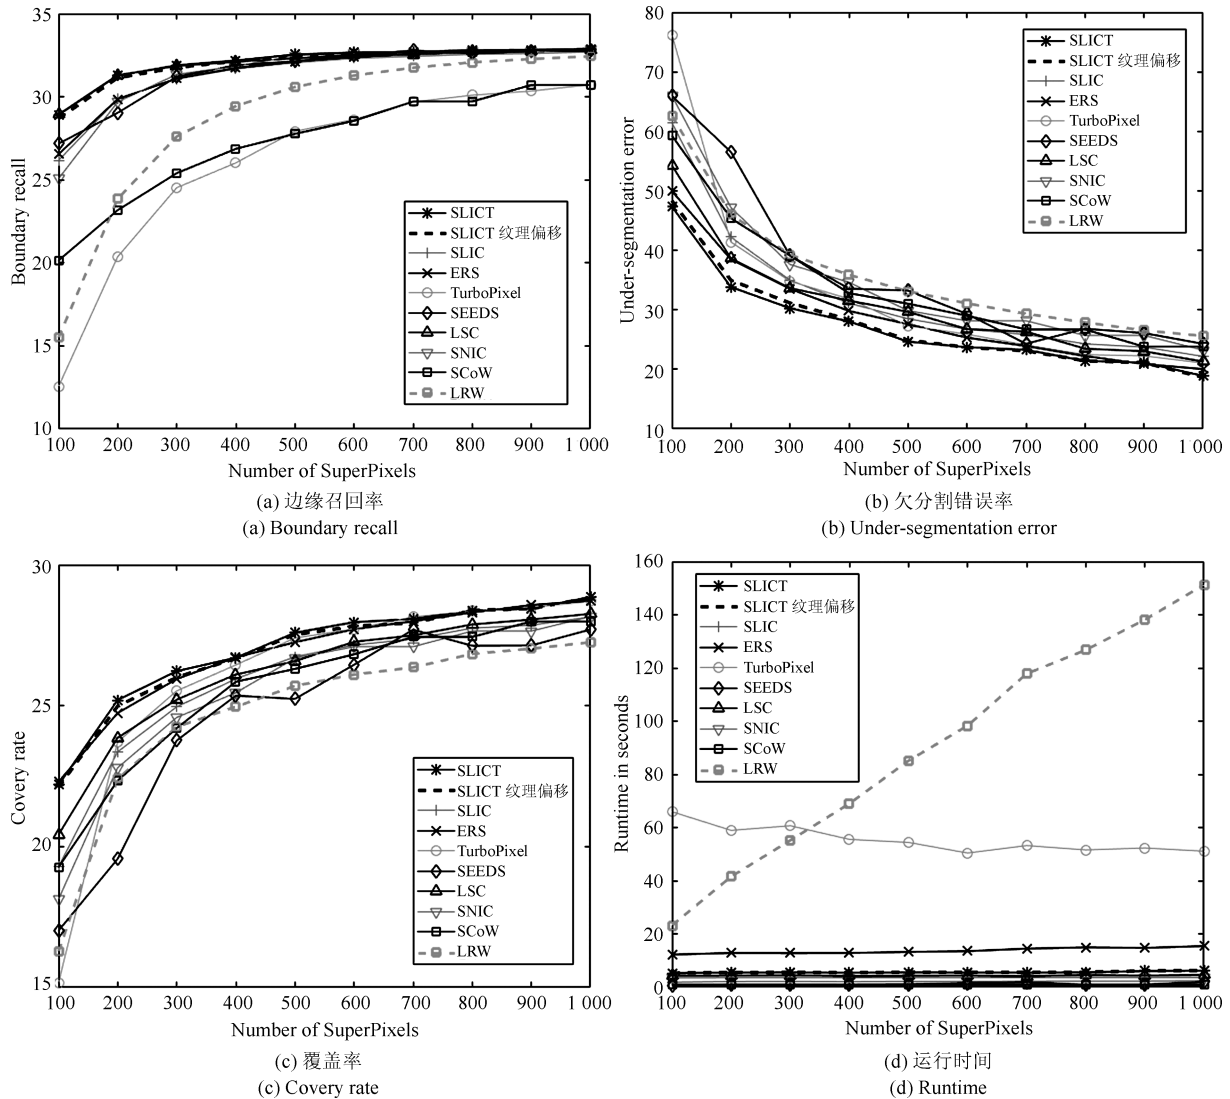 35
30
25
20
15
10
Boundary recall
SLICT
SLICT 纹理偏移
SLIC
ERS
TurboPixel
SEEDS
LSC
SNIC
SCoW
LRW
100 200 300 400 500 600 700 800 900 1 000
Number of SuperPixels
(a) 边缘召回率
(a) Boundary recall
80
70
60
50
40
30
20
10
Under-segmentation error
SLICT
SLICT 纹理偏移
SLIC
ERS
TurboPixel
SEEDS
LSC
SNIC
SCoW
LRW
100 200 300 400 500 600 700 800 900 1 000
Number of SuperPixels
(b) 欠分割错误率
(b) Under-segmentation error
30
25
20
15
Covery rate
SLICT
SLICT 纹理偏移
SLIC
ERS
TurboPixel
SEEDS
LSC
SNIC
SCoW
LRW
100 200 300 400 500 600 700 800 900 1 000
Number of SuperPixels
(c) 覆盖率
(c) Covery rate
160
140
120
100
80
60
40
20
0
Runtime in seconds
SLICT
SLICT 纹理偏移
SLIC
ERS
TurboPixel
SEEDS
LSC
SNIC
SCoW
LRW
100 200 300 400 500 600 700 800 900 1 000
Number of SuperPixels
(d) 运行时间
(d) Runtime